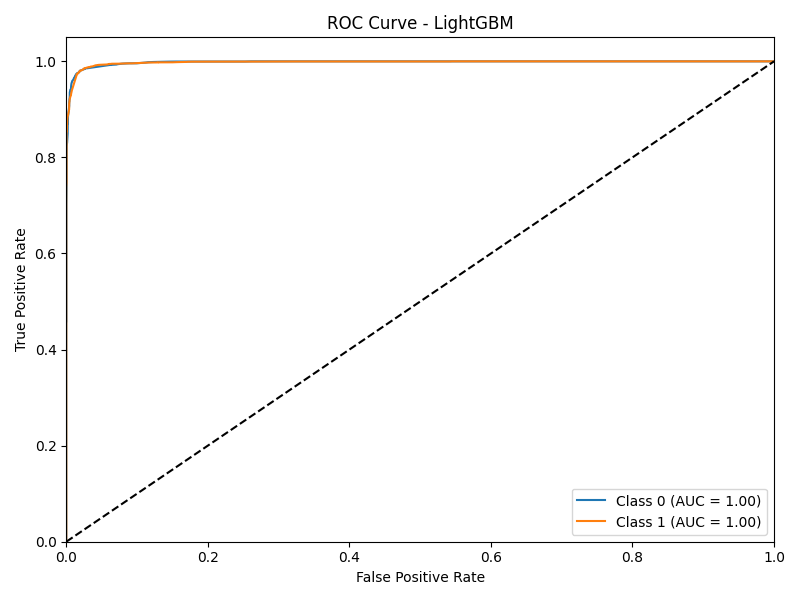 ROC Curve - LightGBM
True Positive Rate
1.0
0.8
0.6
0.4
0.2
0.0
0.0 0.2 0.4 0.6 0.8 1.0
False Positive Rate
Class 0 (AUC = 1.00)
Class 1 (AUC = 1.00)